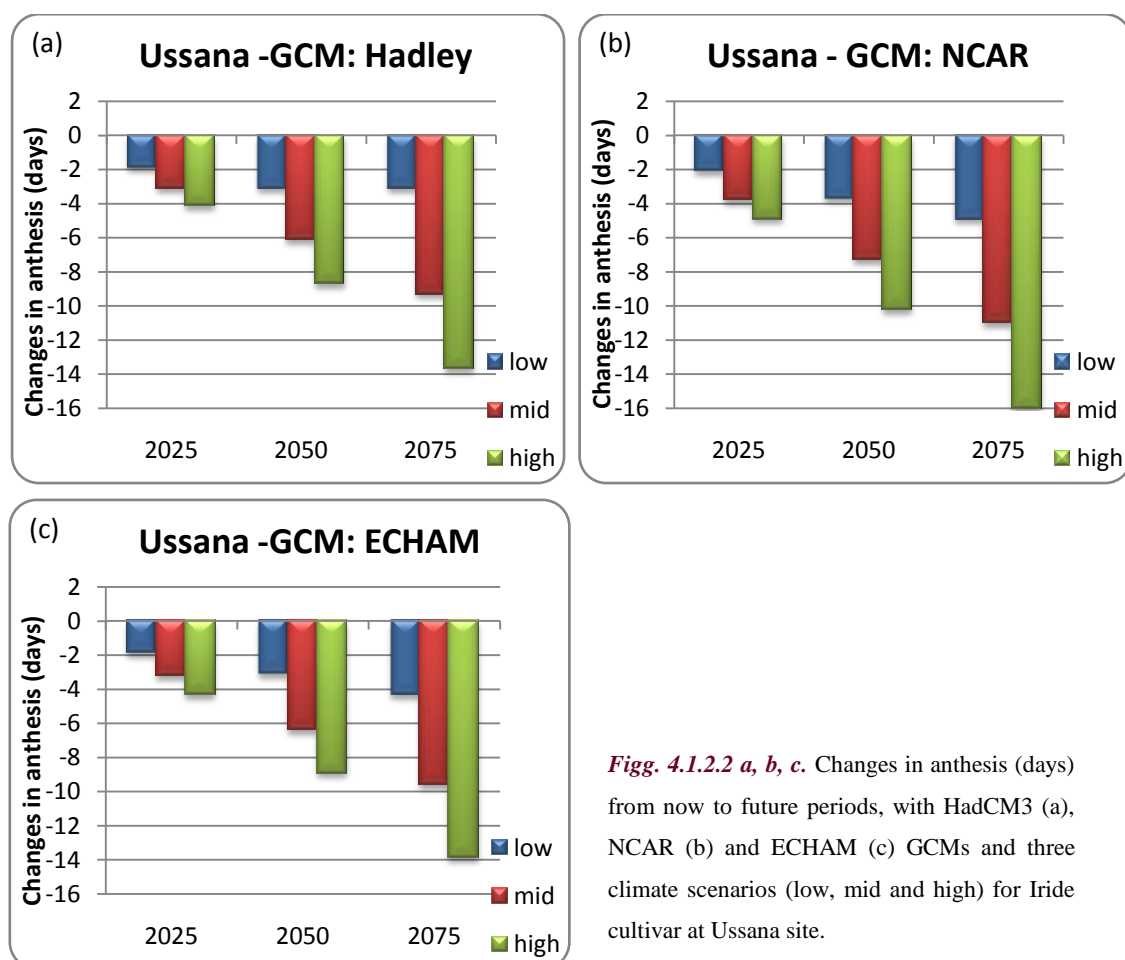 (a)
Ussana -GCM: Hadley
Changes in anthesis (days)
2
0
-2
-4
-6
-8
-10
-12
-14
-16
2025 2050 2075
low
mid
high
(b)
Ussana - GCM: NCAR
Changes in anthesis (days)
2
0
-2
-4
-6
-8
-10
-12
-14
-16
2025 2050 2075
low
mid
high
(c)
Ussana -GCM: ECHAM
Changes in anthesis (days)
2
0
-2
-4
-6
-8
-10
-12
-14
-16
2025 2050 2075
low
mid
high
Figg. 4.1.2.2 a, b, c. Changes in anthesis (days)
from now to future periods, with HadCM3 (a),
NCAR (b) and ECHAM (c) GCMs and three
climate scenarios (low, mid and high) for Iride
cultivar at Ussana site.